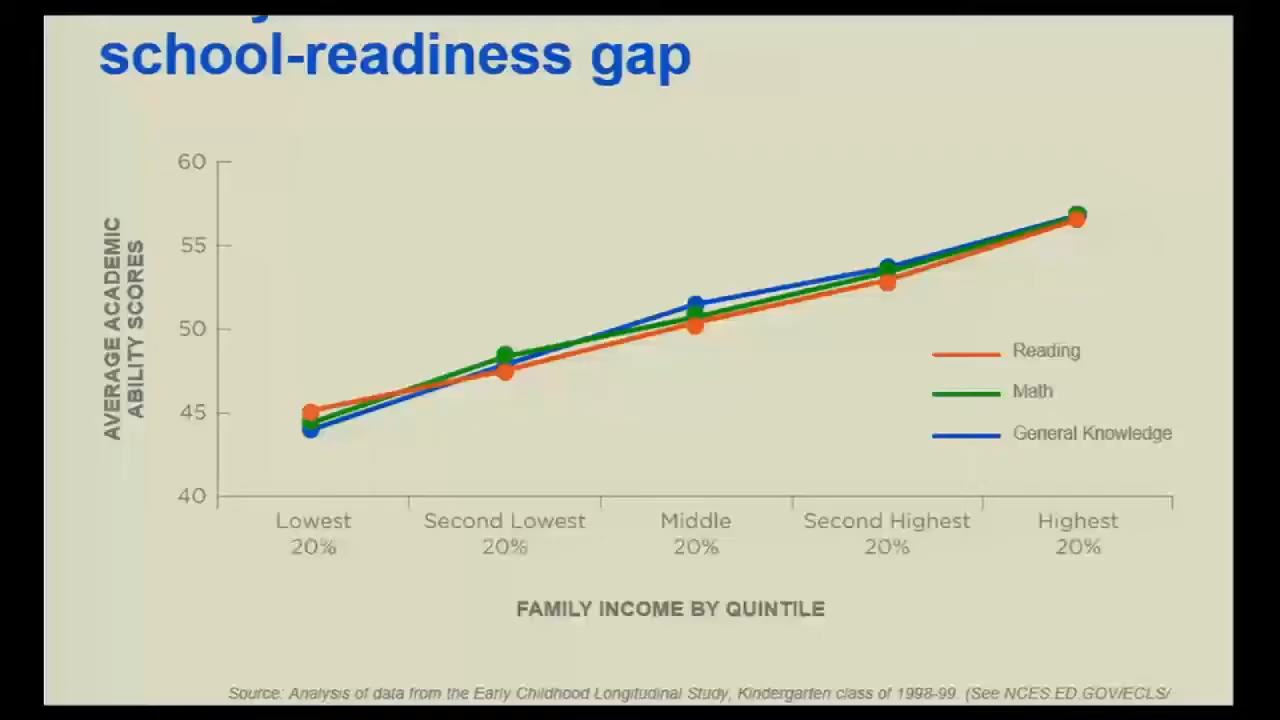 school-readiness gap
60
55
50
45
40
AVERAGE ACADEMIC
ABILITY SCORES
Reading
Math
General Knowledge
Lowest
20%
Second Lowest
20%
Middle
20%
Second Highest
20%
Highest
20%
FAMILY INCOME BY QUINTILE
Source: Analysis of data from the Early Childhood Longitudinal Study, Kindergarten class of 1998-99. (See NCES.ED.GOV/ECLS/